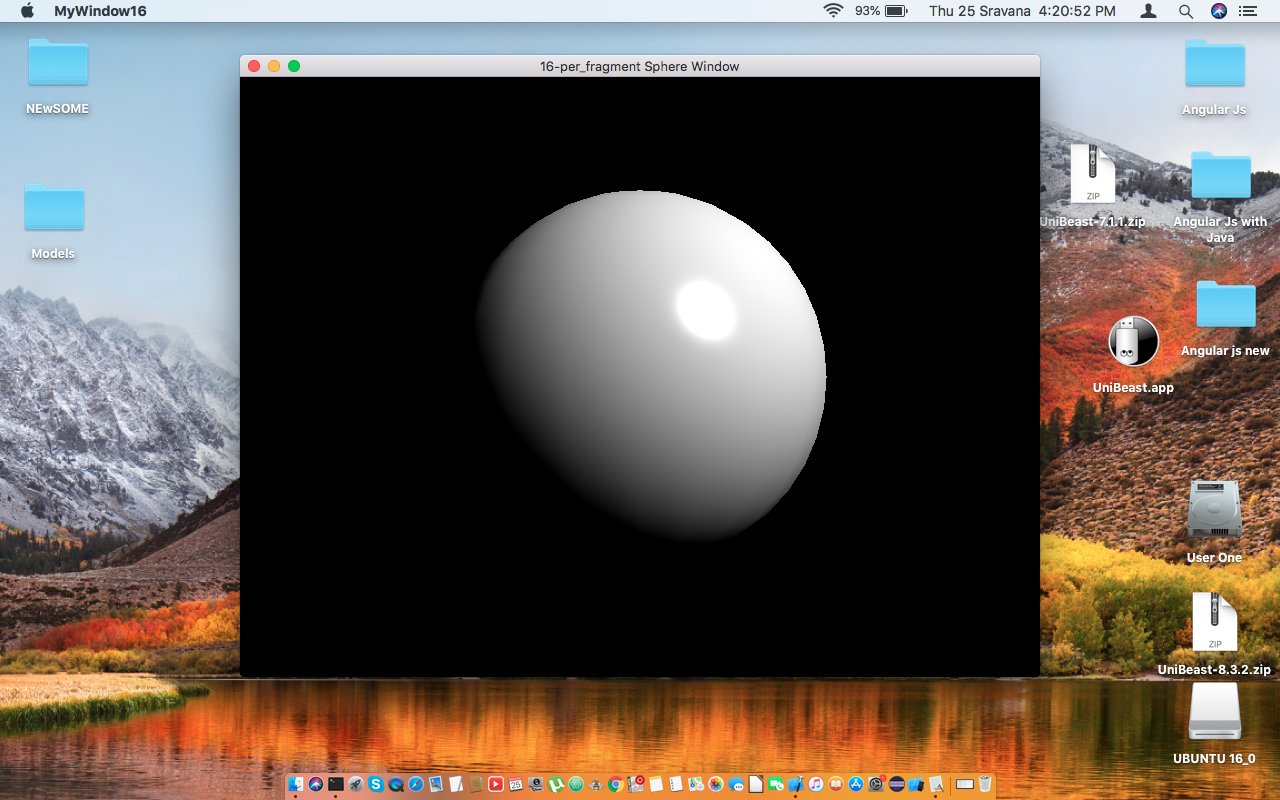 MyWindow16
93%
Thu 25 Sravana 4:20:52 PM
16-per_fragment Sphere Window
NEwSOME
Models
Angular Js
ZIP
UniBeast-7.1.1.zip
Angular Js with
Java
UniBeast.app
Angular js new
User One
ZIP
UniBeast-8.3.2.zip
UBUNTU 16_0
25